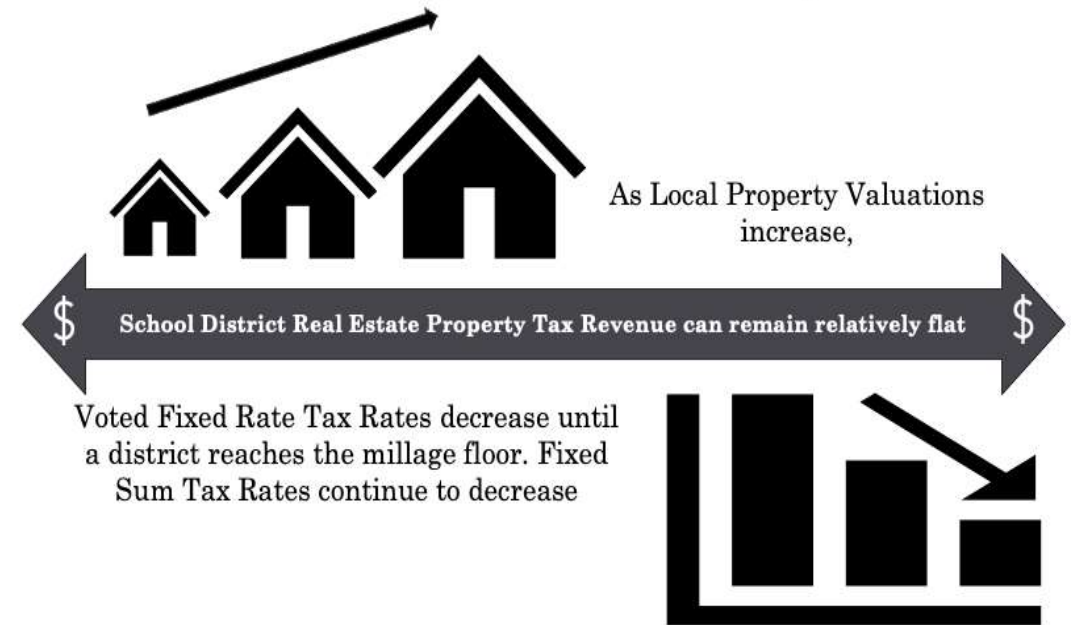 As Local Property Valuations
increase,
$ School District Real Estate Property Tax Revenue can remain relatively flat $
Voted Fixed Rate Tax Rates decrease until
a district reaches the millage floor. Fixed
Sum Tax Rates continue to decrease